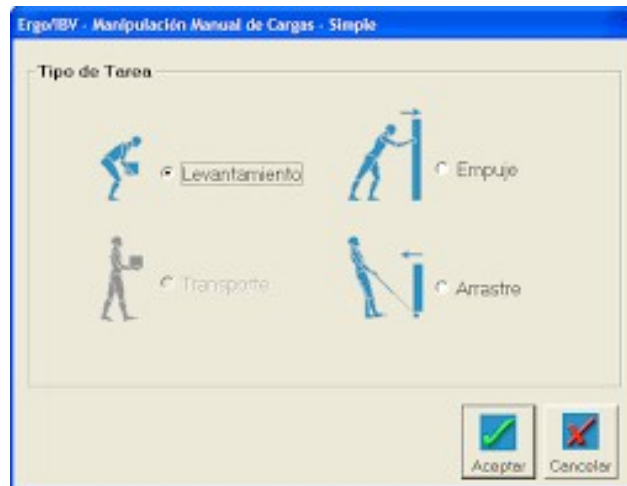 Ergo/IBV - Manipulación Manual de Cargas - Simple
Tipo de Tarea
Levantamiento
Empuje
Transporte
Arrastre
Aceptar
Cancelar